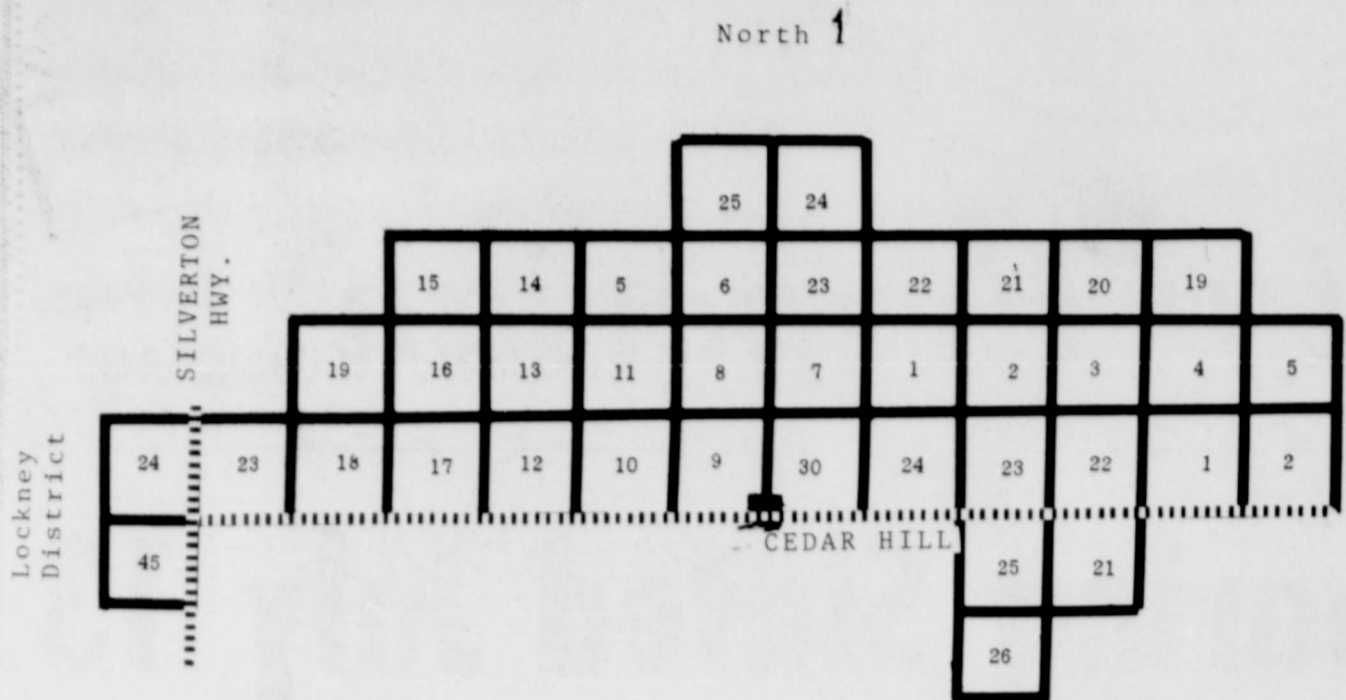 North 1
25 24
SILVERTON
HWY.
15 14 5 6 23 22 21 20 19
19 16 13 11 8 7 1 2 3 4 5
Lockney
District
24 23 18 17 12 10 9 30 24 23 22 1 2
CEDAR HILL
45 25 21
26